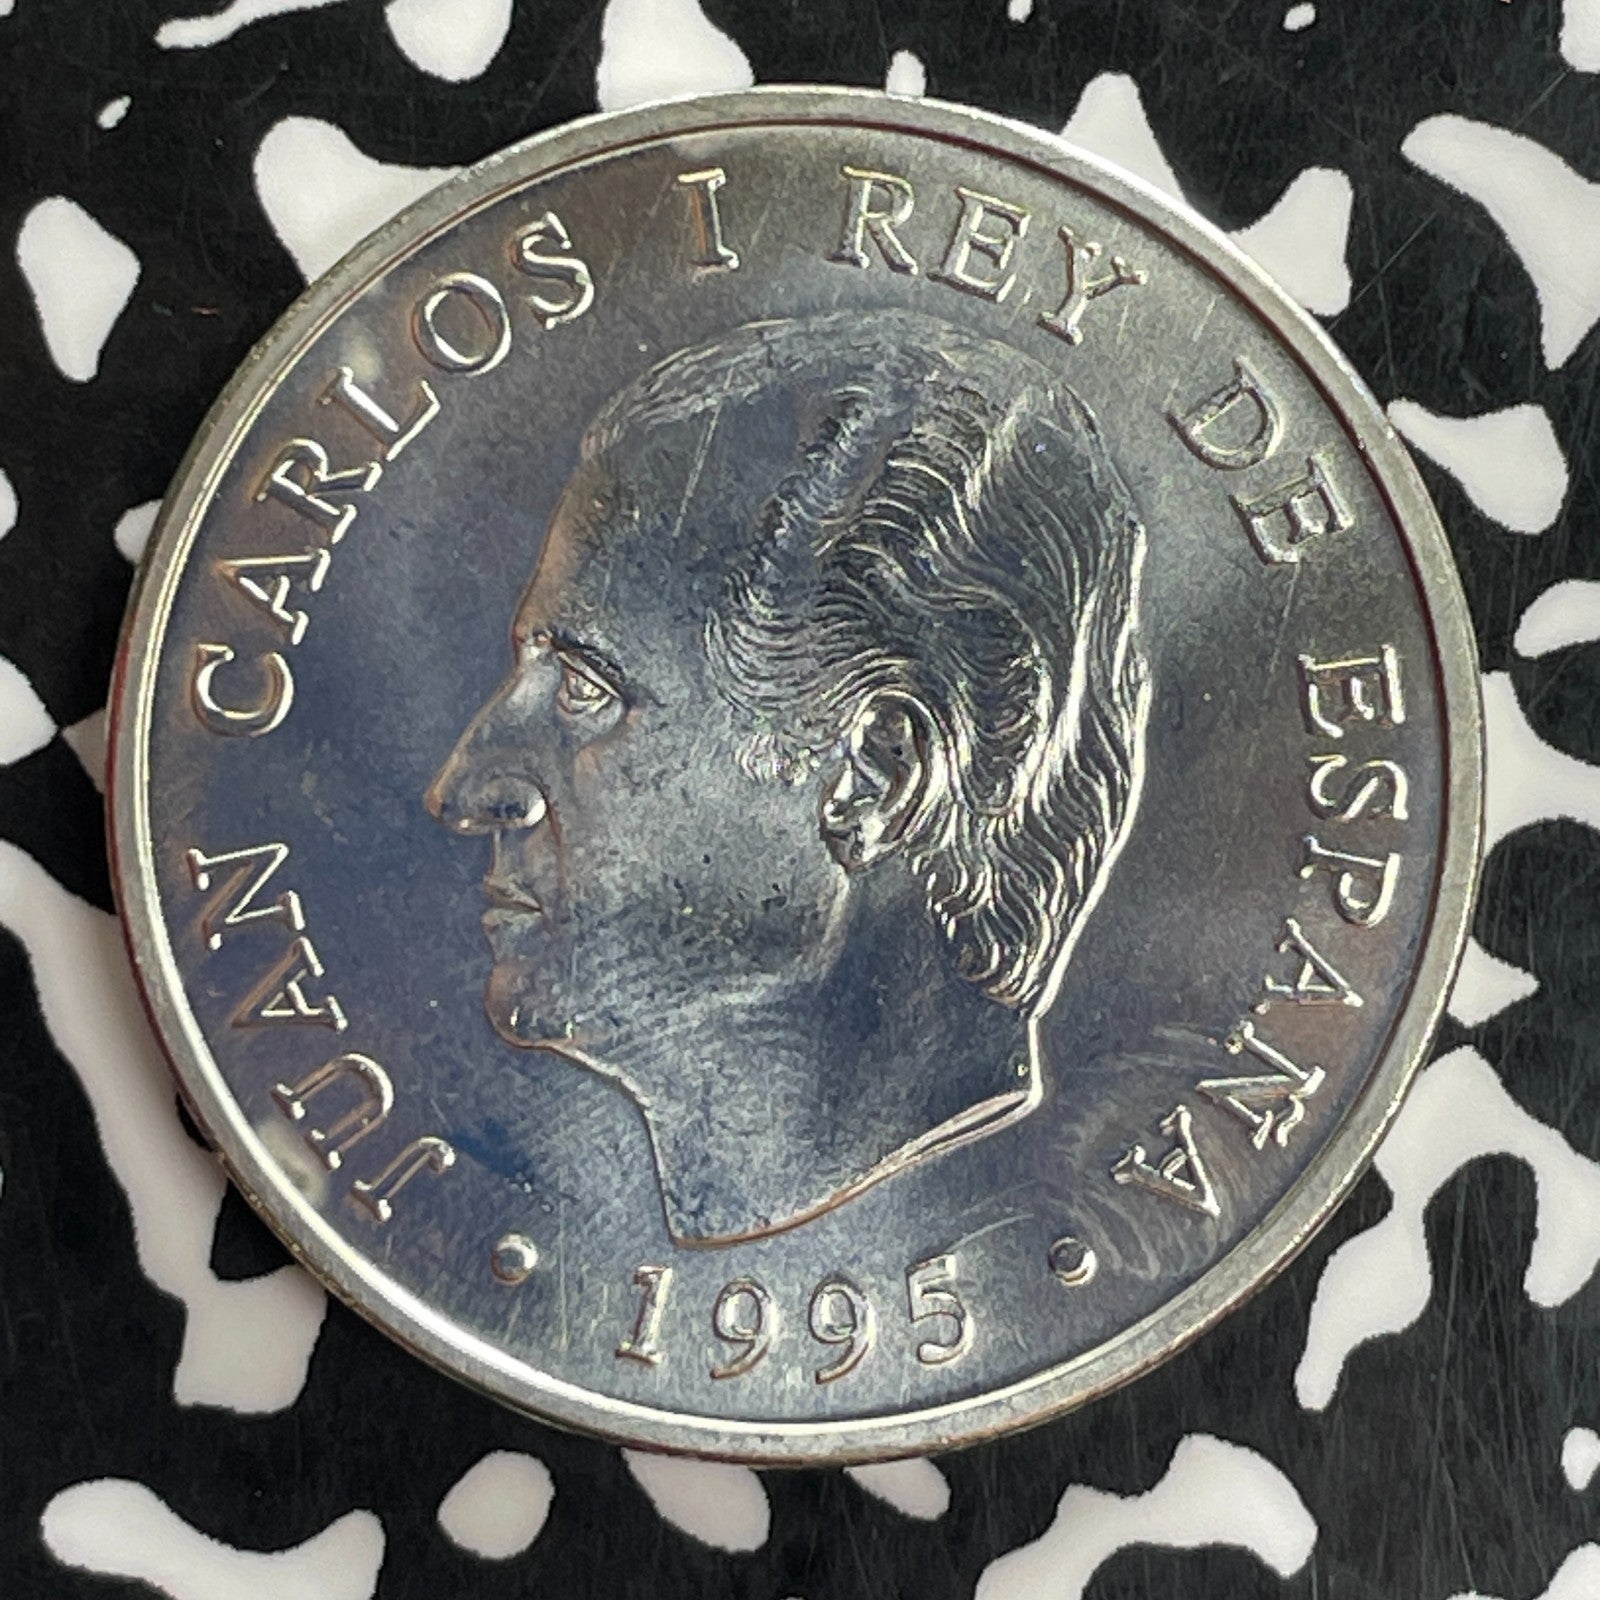 JUAN CARLOS I REY DE ESPAÑA
• 1995 •